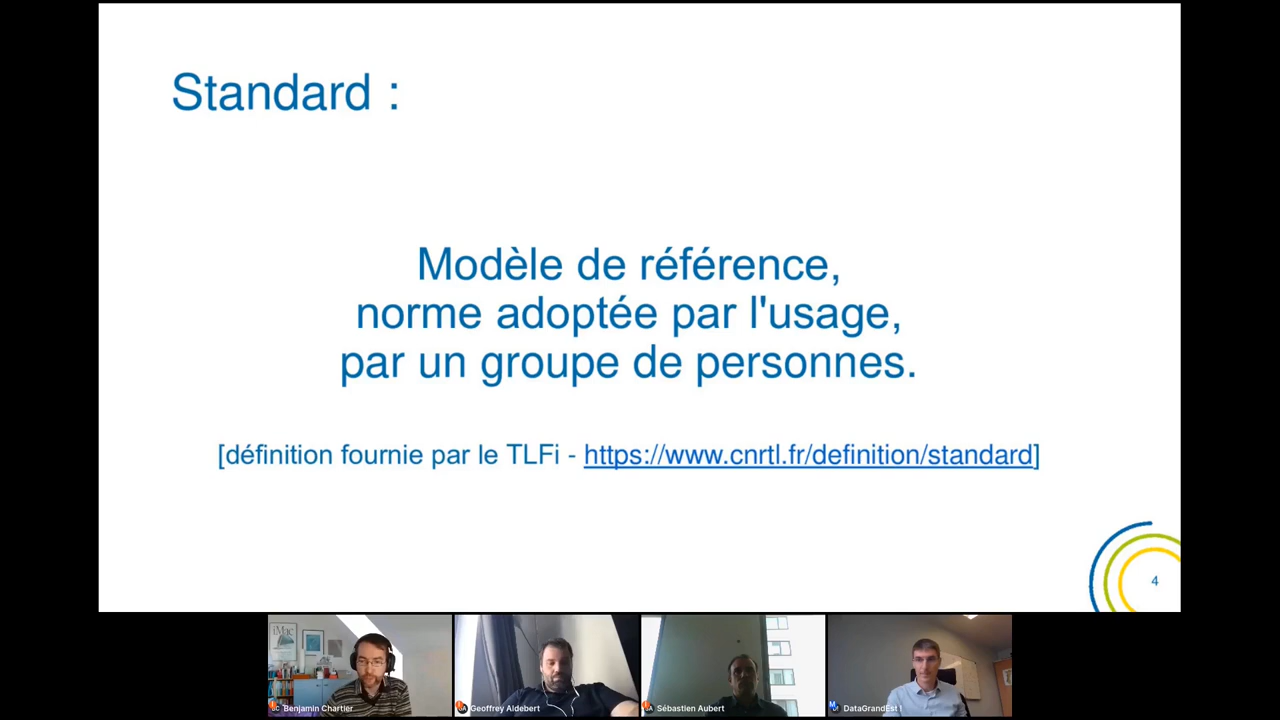 Standard :
Modèle de référence,
norme adoptée par l'usage,
par un groupe de personnes.
[définition fournie par le TLFi - https://www.cnrtl.fr/definition/standard]
4
iMac
Benjamin Chartier
Geoffrey Aldebert
Sébastien Aubert
DataGrandEst !